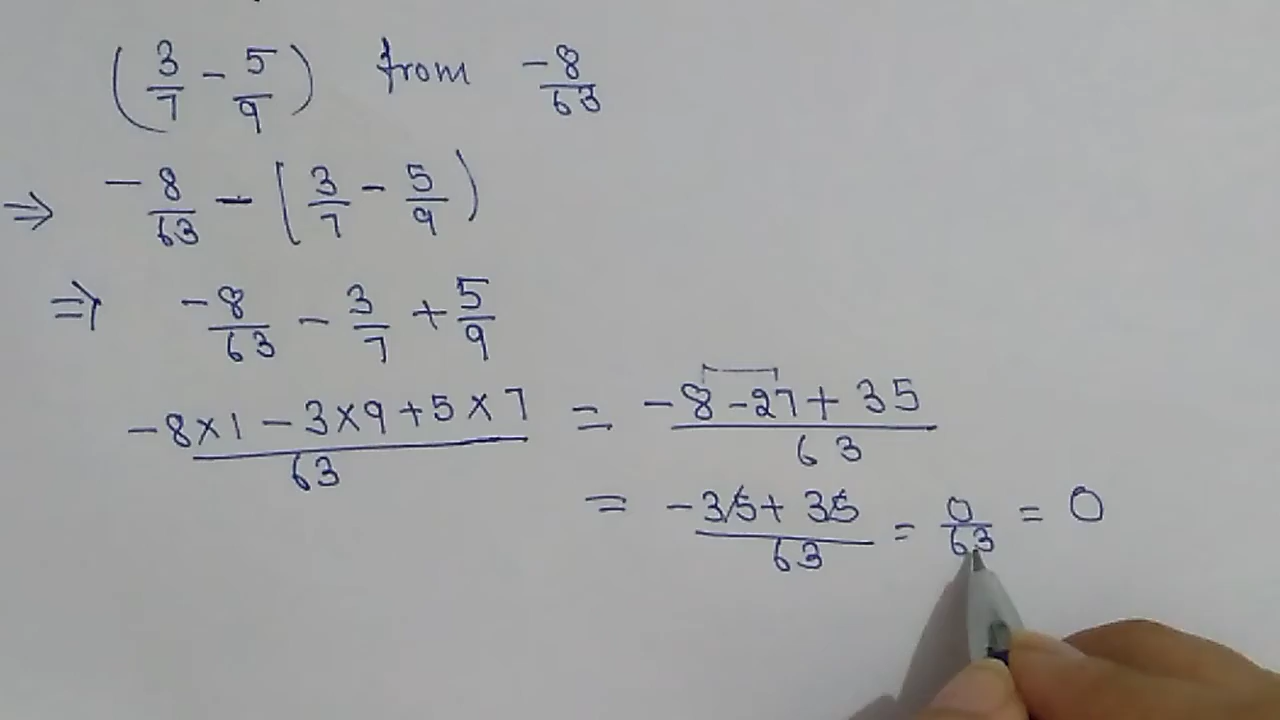 (3/7 - 5/9) from -8/63
⇒ -8/63 - (3/7 - 5/9)
⇒ -8/63 - 3/7 + 5/9
-8×1 - 3×9 + 5×7 / 63 = -8 - 27 + 35 / 63
= -35 + 35 / 63 = 0/63 = 0